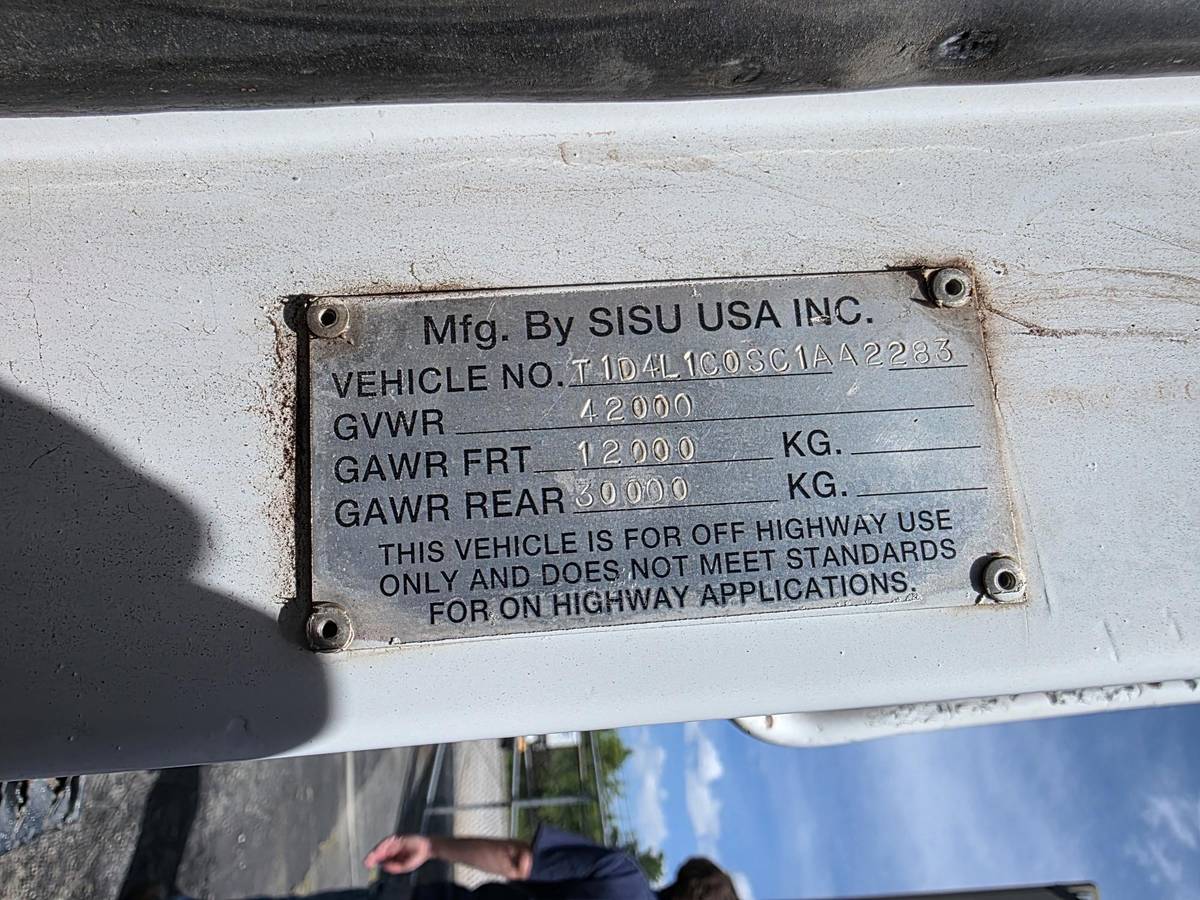 Mfg. By SISU USA INC.
VEHICLE NO. T1D4L1C0SC1AA2283
GVWR 42000
GAWR FRT 12000 KG.
GAWR REAR 30000 KG.
THIS VEHICLE IS FOR OFF HIGHWAY USE
ONLY AND DOES NOT MEET STANDARDS
FOR ON HIGHWAY APPLICATIONS.